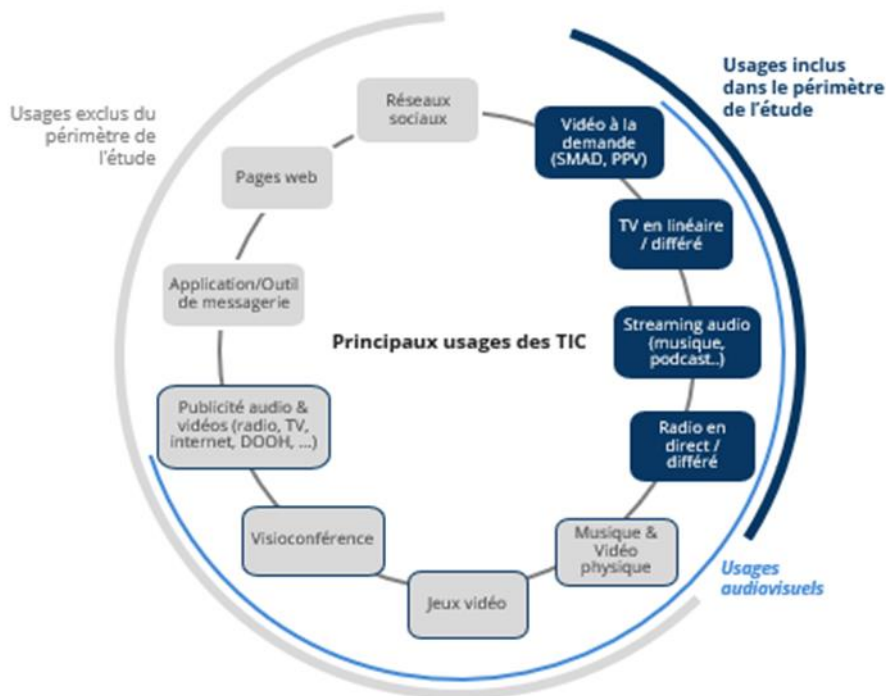 Usages exclus du
périmètre de
l'étude
Réseaux
sociaux
Pages web
Application/Outil
de messagerie
Publicité audio &
vidéos (radio, TV,
internet, DOOH, ...)
Visioconférence
Jeux vidéo
Musique &
Vidéo
physique
Principaux usages des TIC
Vidéo à la
demande
(SMAD, PPV)
TV en linéaire
/ différé
Streaming audio
(musique,
podcast..)
Radio en
direct /
différé
Usages inclus
dans le périmètre
de l'étude
Usages
audiovisuels